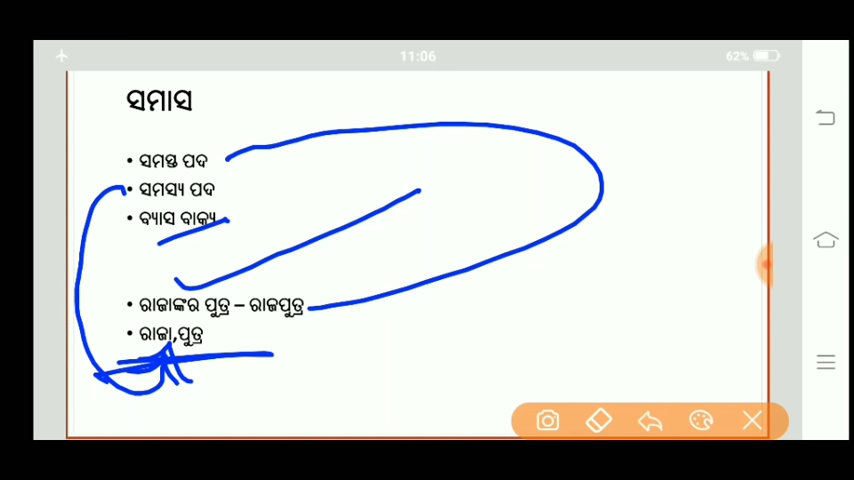 11:06 62%
ସମାସ
• ସମସ୍ତ ପଦ
• ସମସ୍ୟ ପଦ
• ବ୍ୟାସ ବାକ୍ୟ
• ରାଜାଙ୍କର ପୁତ୍ର – ରାଜପୁତ୍ର
• ରାଜା,ପୁତ୍ର